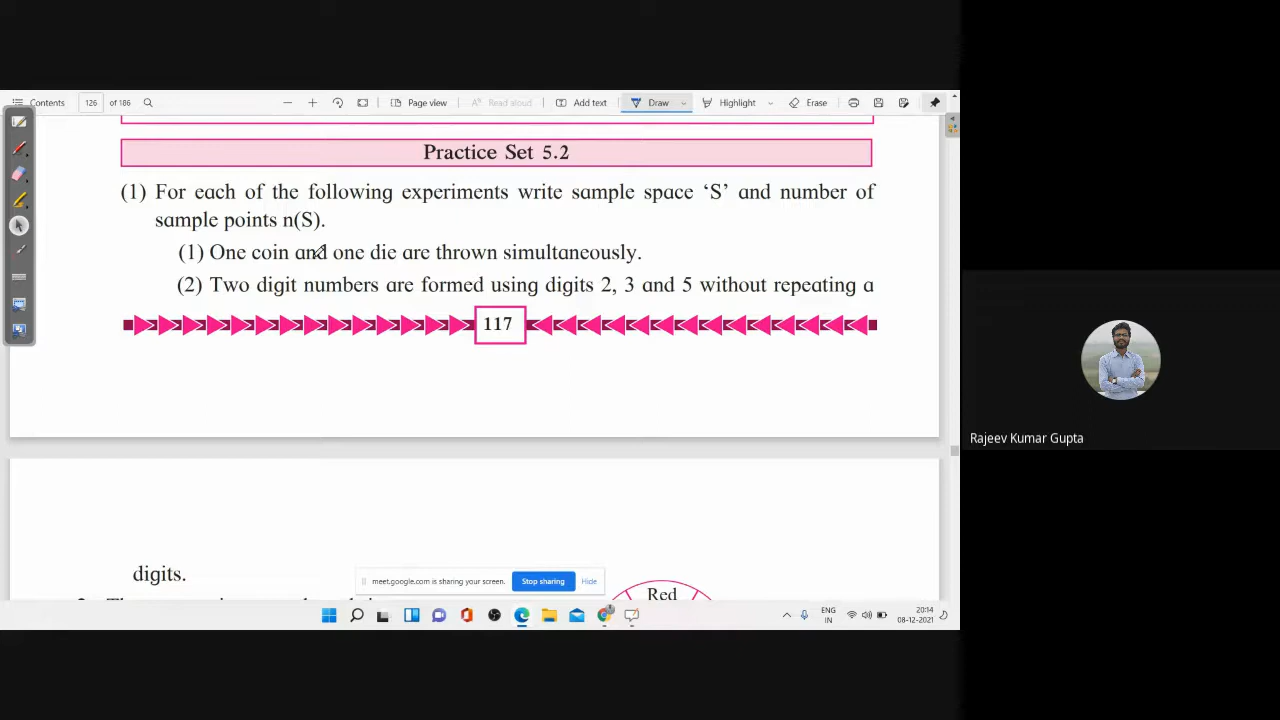 Contents
126 of 186
Page view
Read aloud
Add text
Draw
Highlight
Erase
Practice Set 5.2
(1) For each of the following experiments write sample space ‘S’ and number of
sample points n(S).
(1) One coin and one die are thrown simultaneously.
(2) Two digit numbers are formed using digits 2, 3 and 5 without repeating a
117
Rajeev Kumar Gupta
digits.
meet.google.com is sharing your screen.
Stop sharing
Hide
Red
ENG
IN
20:14
08-12-2021